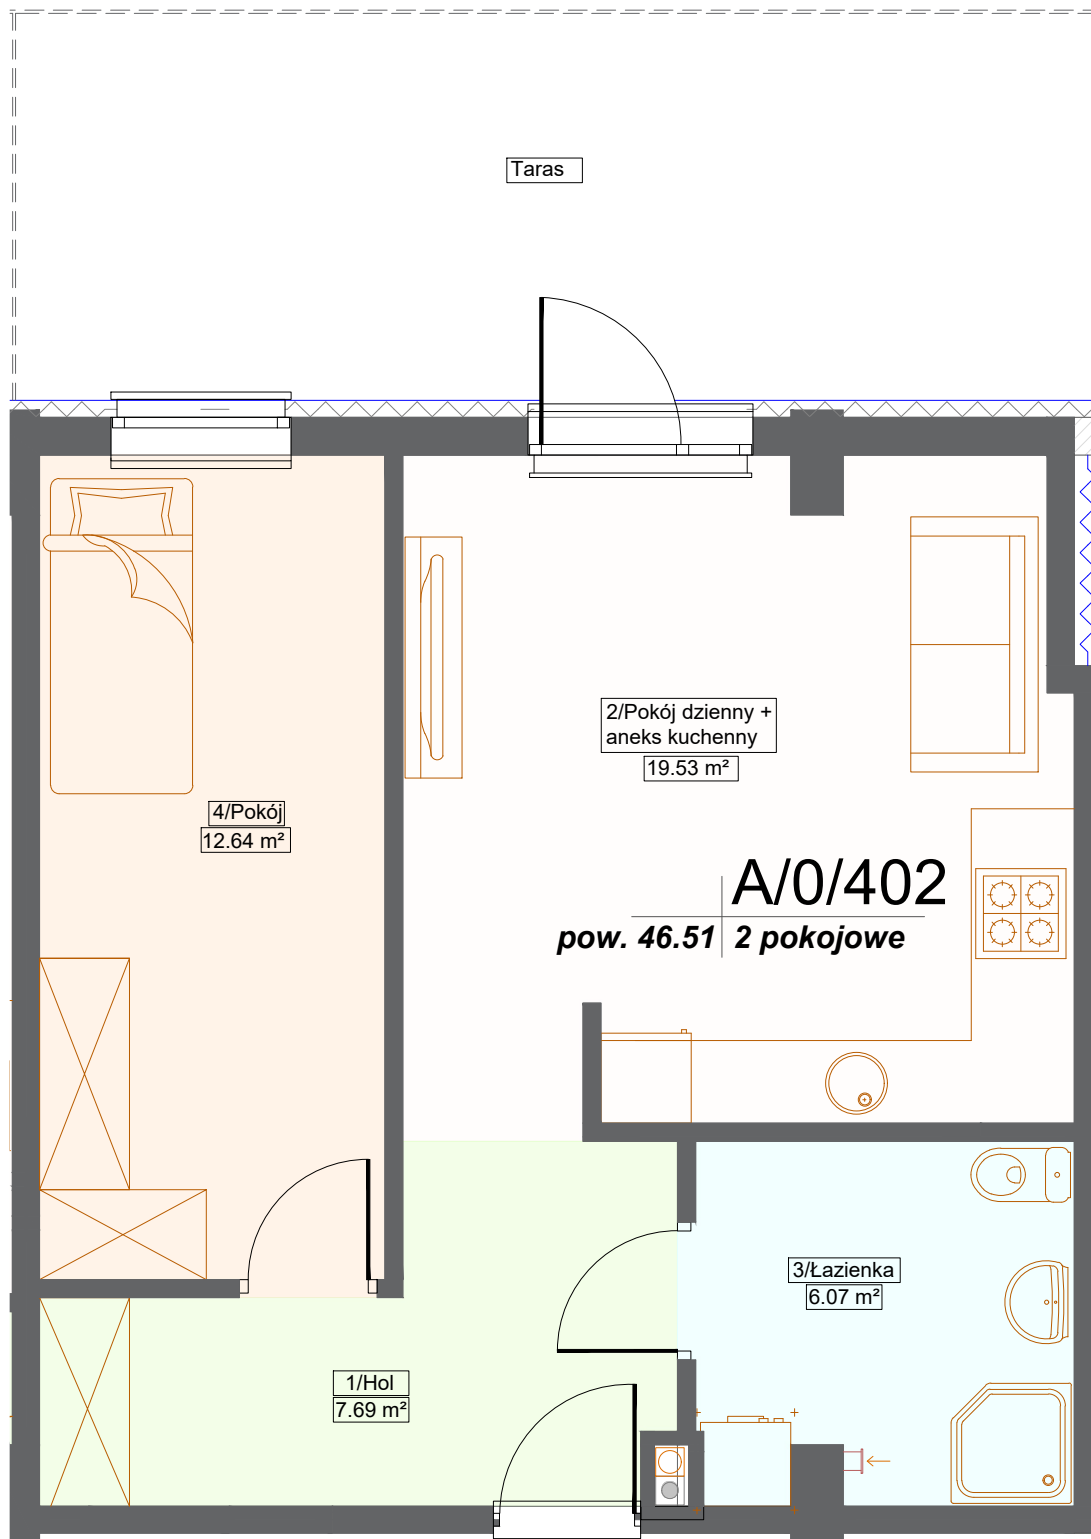 Taras
2/Pokój dzienny +
aneks kuchenny
19.53 m²
4/Pokój
12.64 m²
A/0/402
pow. 46.51 2 pokojowe
3/Łazienka
6.07 m²
1/Hol
7.69 m²